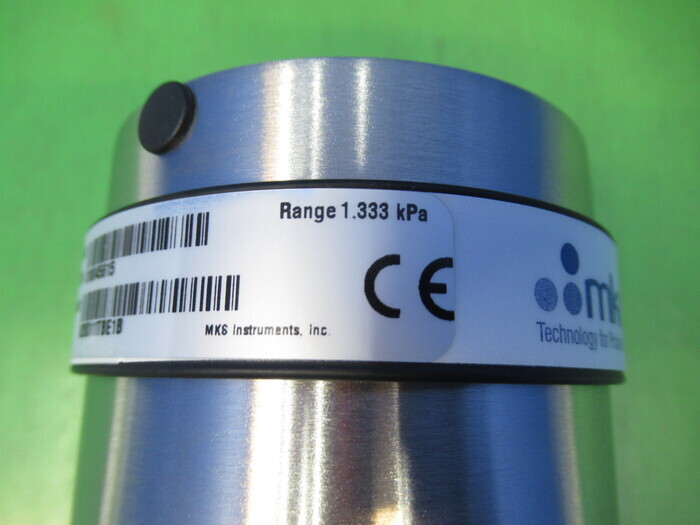 Range 1.333 kPa
CE
MKS Instruments, Inc.
mk
Technology for